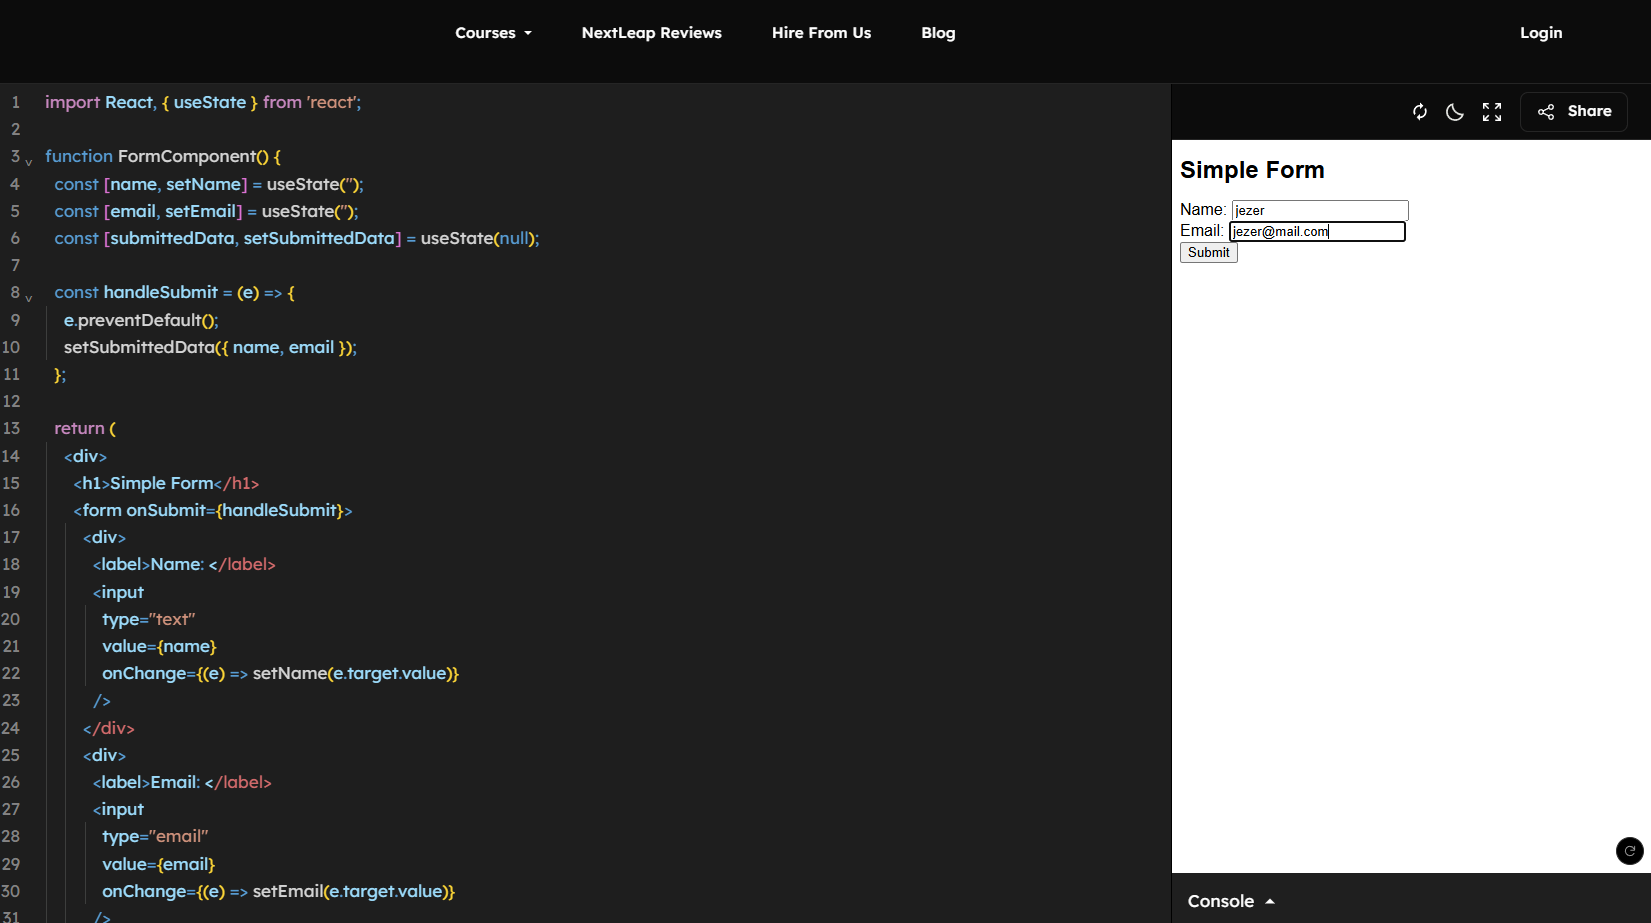 Courses NextLeap Reviews Hire From Us Blog Login
1 import React, { useState } from 'react';
2
3 function FormComponent() {
4 const [name, setName] = useState('');
5 const [email, setEmail] = useState('');
6 const [submittedData, setSubmittedData] = useState(null);
7
8 const handleSubmit = (e) => {
9 e.preventDefault();
10 setSubmittedData({ name, email });
11 };
12
13 return (
14 <div>
15 <h1>Simple Form</h1>
16 <form onSubmit={handleSubmit}>
17 <div>
18 <label>Name: </label>
19 <input
20 type="text"
21 value={name}
22 onChange={(e) => setName(e.target.value)}
23 />
24 </div>
25 <div>
26 <label>Email: </label>
27 <input
28 type="email"
29 value={email}
30 onChange={(e) => setEmail(e.target.value)}
31 />
Share
Simple Form
Name: jezer
Email: jezer@mail.com
Submit
Console